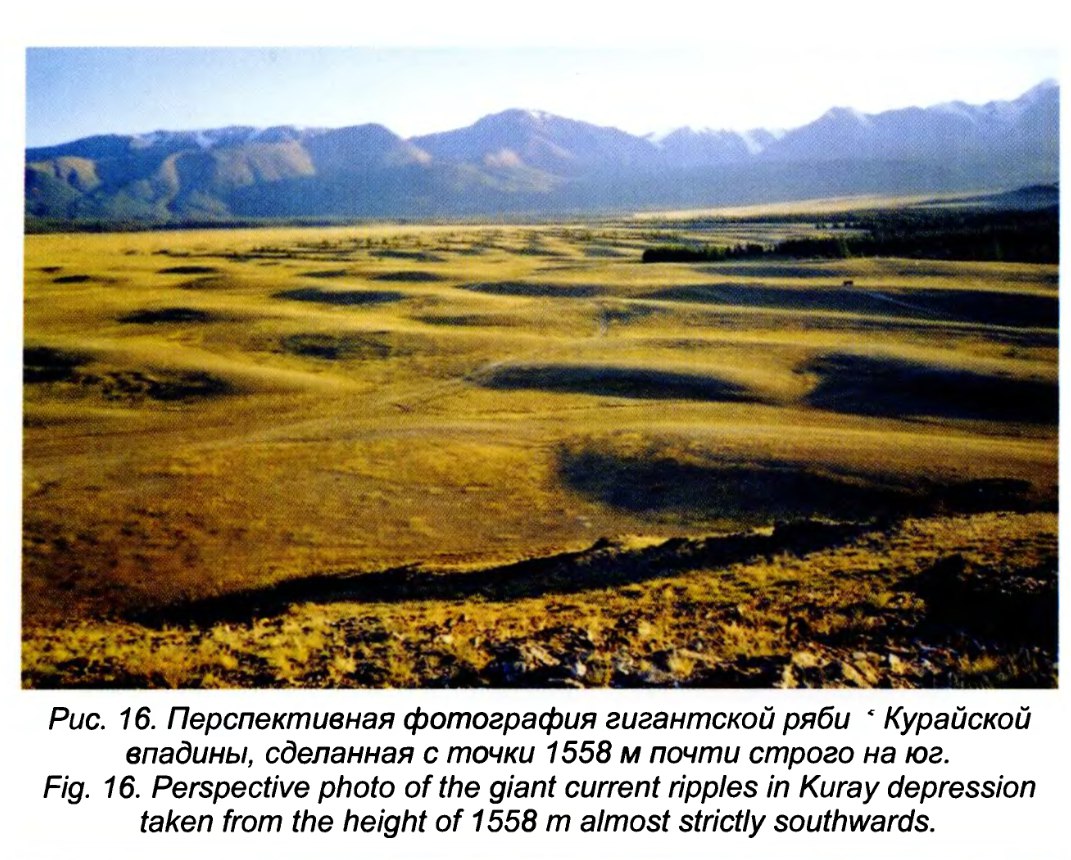 Рис. 16. Перспективная фотография гигантской ряби Курайской
впадины, сделанная с точки 1558 м почти строго на юг.
Fig. 16. Perspective photo of the giant current ripples in Kuray depression
taken from the height of 1558 m almost strictly southwards.